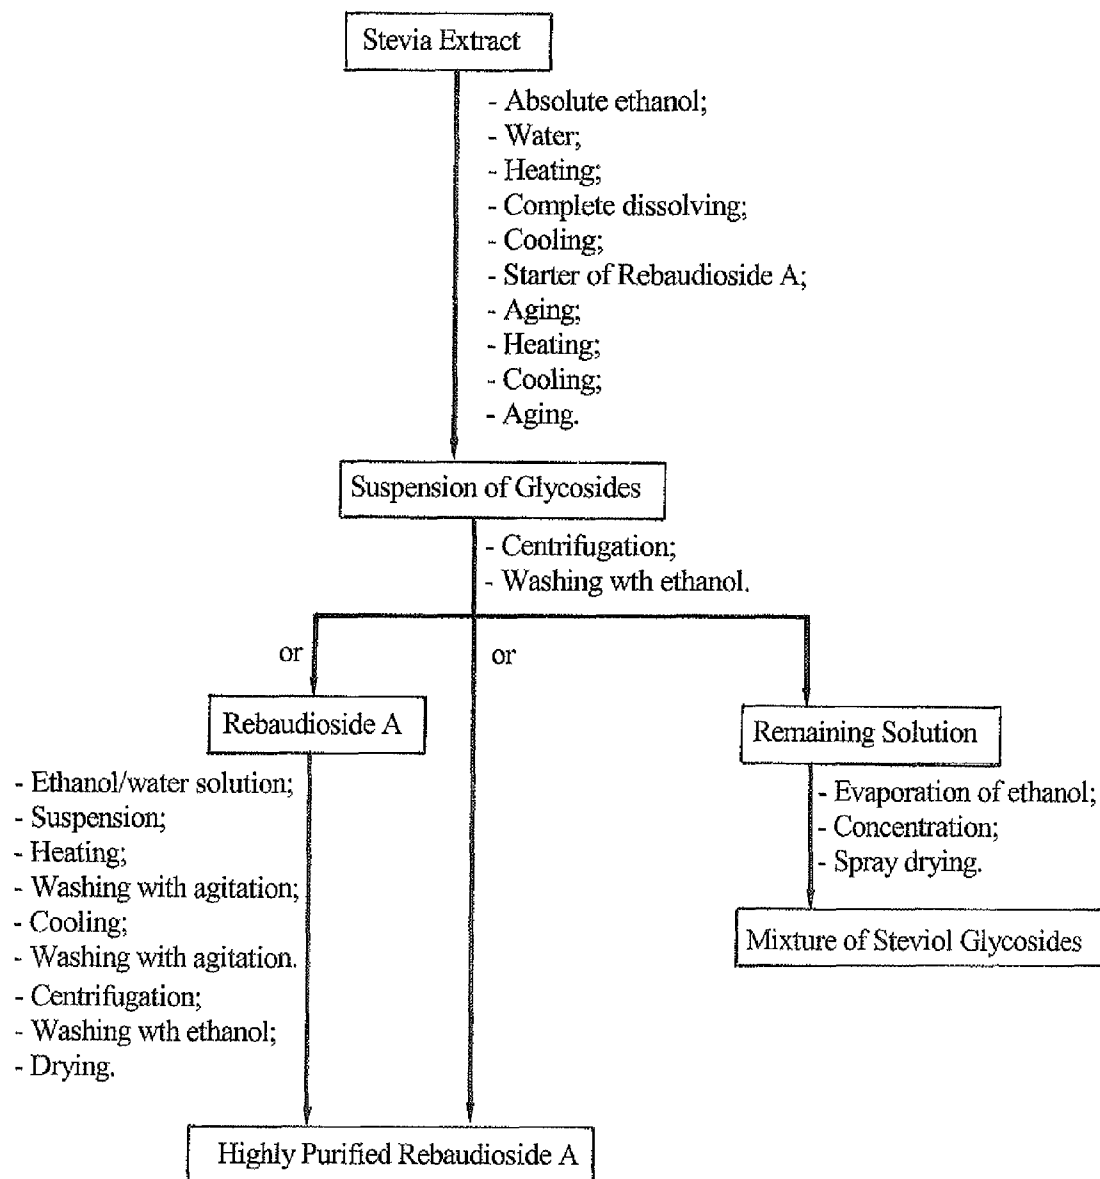 Stevia Extract
- Absolute ethanol;
- Water;
- Heating;
- Complete dissolving;
- Cooling;
- Starter of Rebaudioside A;
- Aging;
- Heating;
- Cooling;
- Aging.
Suspension of Glycosides
- Centrifugation;
- Washing wth ethanol.
or
or
Rebaudioside A
- Ethanol/water solution;
- Suspension;
- Heating;
- Washing with agitation;
- Cooling;
- Washing with agitation.
- Centrifugation;
- Washing wth ethanol;
- Drying.
Remaining Solution
- Evaporation of ethanol;
- Concentration;
- Spray drying.
Mixture of Steviol Glycosides
Highly Purified Rebaudioside A